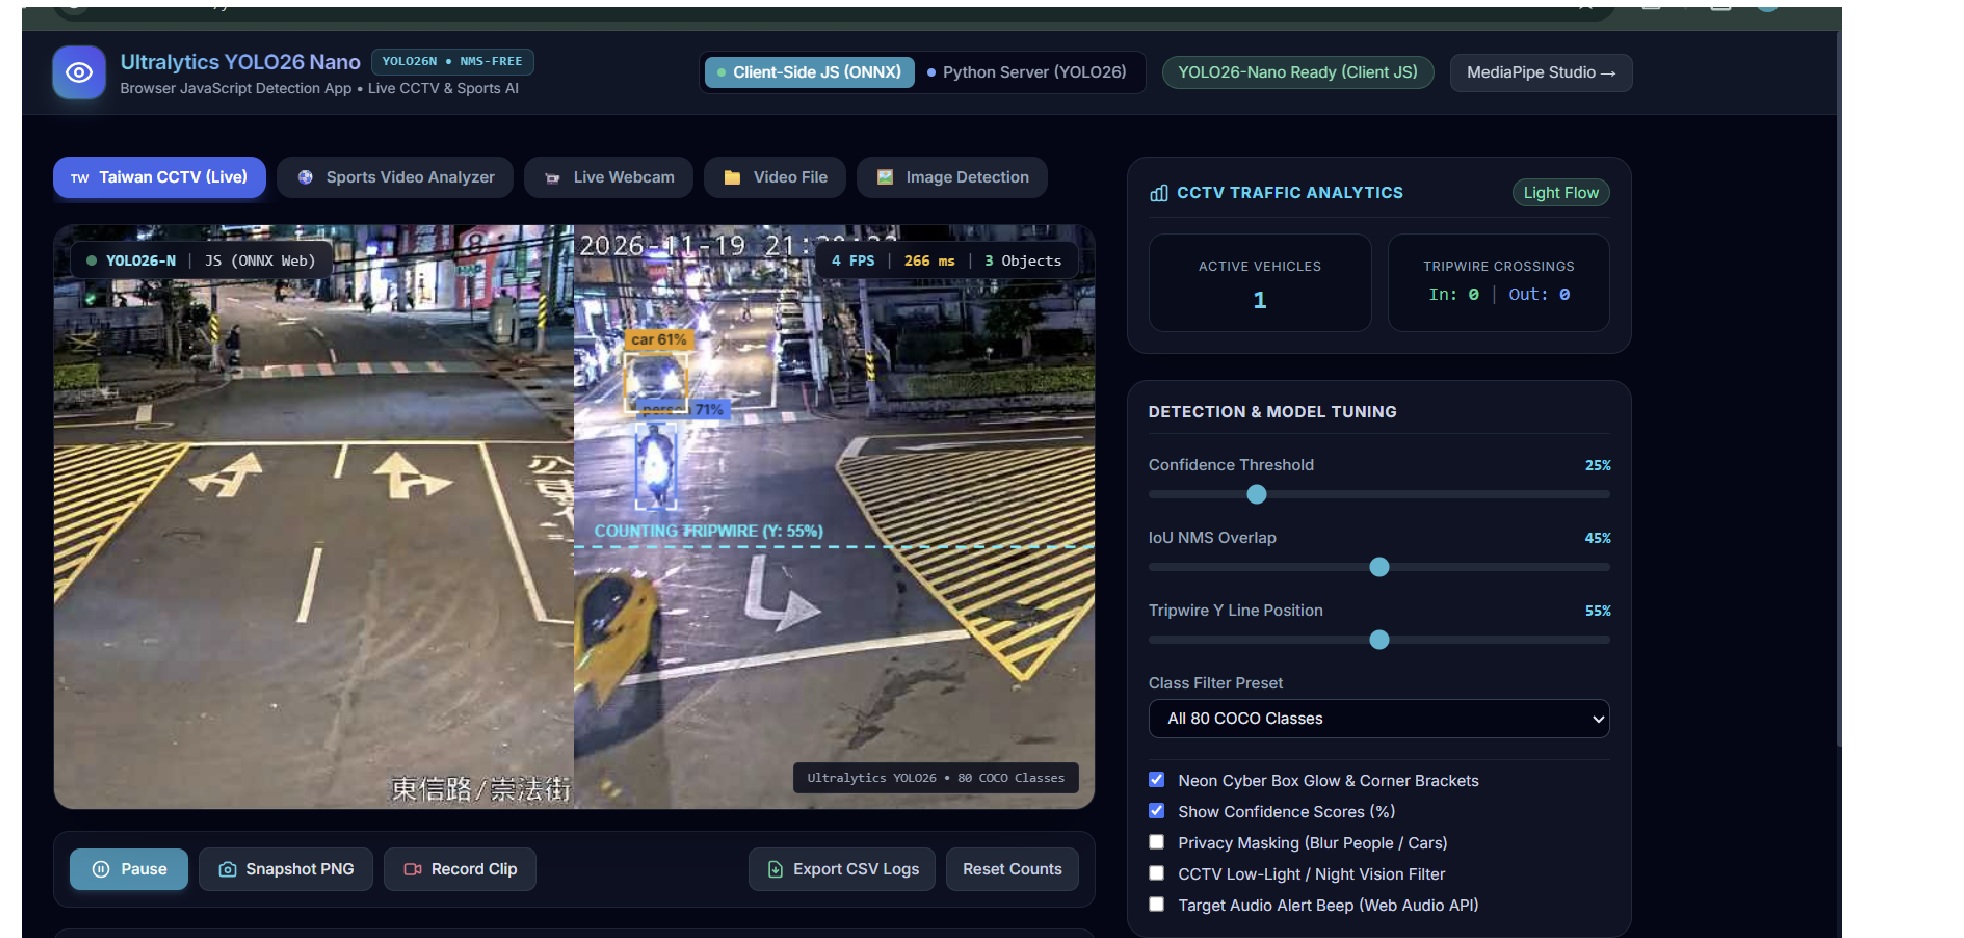 Ultralytics YOLO26 Nano
YOLO26N • NMS-FREE
Browser JavaScript Detection App • Live CCTV & Sports AI
Client-Side JS (ONNX)
Python Server (YOLO26)
YOLO26-Nano Ready (Client JS)
MediaPipe Studio →
TW Taiwan CCTV (Live)
Sports Video Analyzer
Live Webcam
Video File
Image Detection
YOLO26-N | JS (ONNX Web)
2026-11-19 21:
4 FPS | 266 ms | 3 Objects
car 61%
person 71%
COUNTING TRIPWIRE (Y: 55%)
東信路/崇法街
Ultralytics YOLO26 • 80 COCO Classes
Pause
Snapshot PNG
Record Clip
Export CSV Logs
Reset Counts
CCTV TRAFFIC ANALYTICS
Light Flow
ACTIVE VEHICLES
1
TRIPWIRE CROSSINGS
In: 0 | Out: 0
DETECTION & MODEL TUNING
Confidence Threshold 25%
IoU NMS Overlap 45%
Tripwire Y Line Position 55%
Class Filter Preset
All 80 COCO Classes
Neon Cyber Box Glow & Corner Brackets
Show Confidence Scores (%)
Privacy Masking (Blur People / Cars)
CCTV Low-Light / Night Vision Filter
Target Audio Alert Beep (Web Audio API)